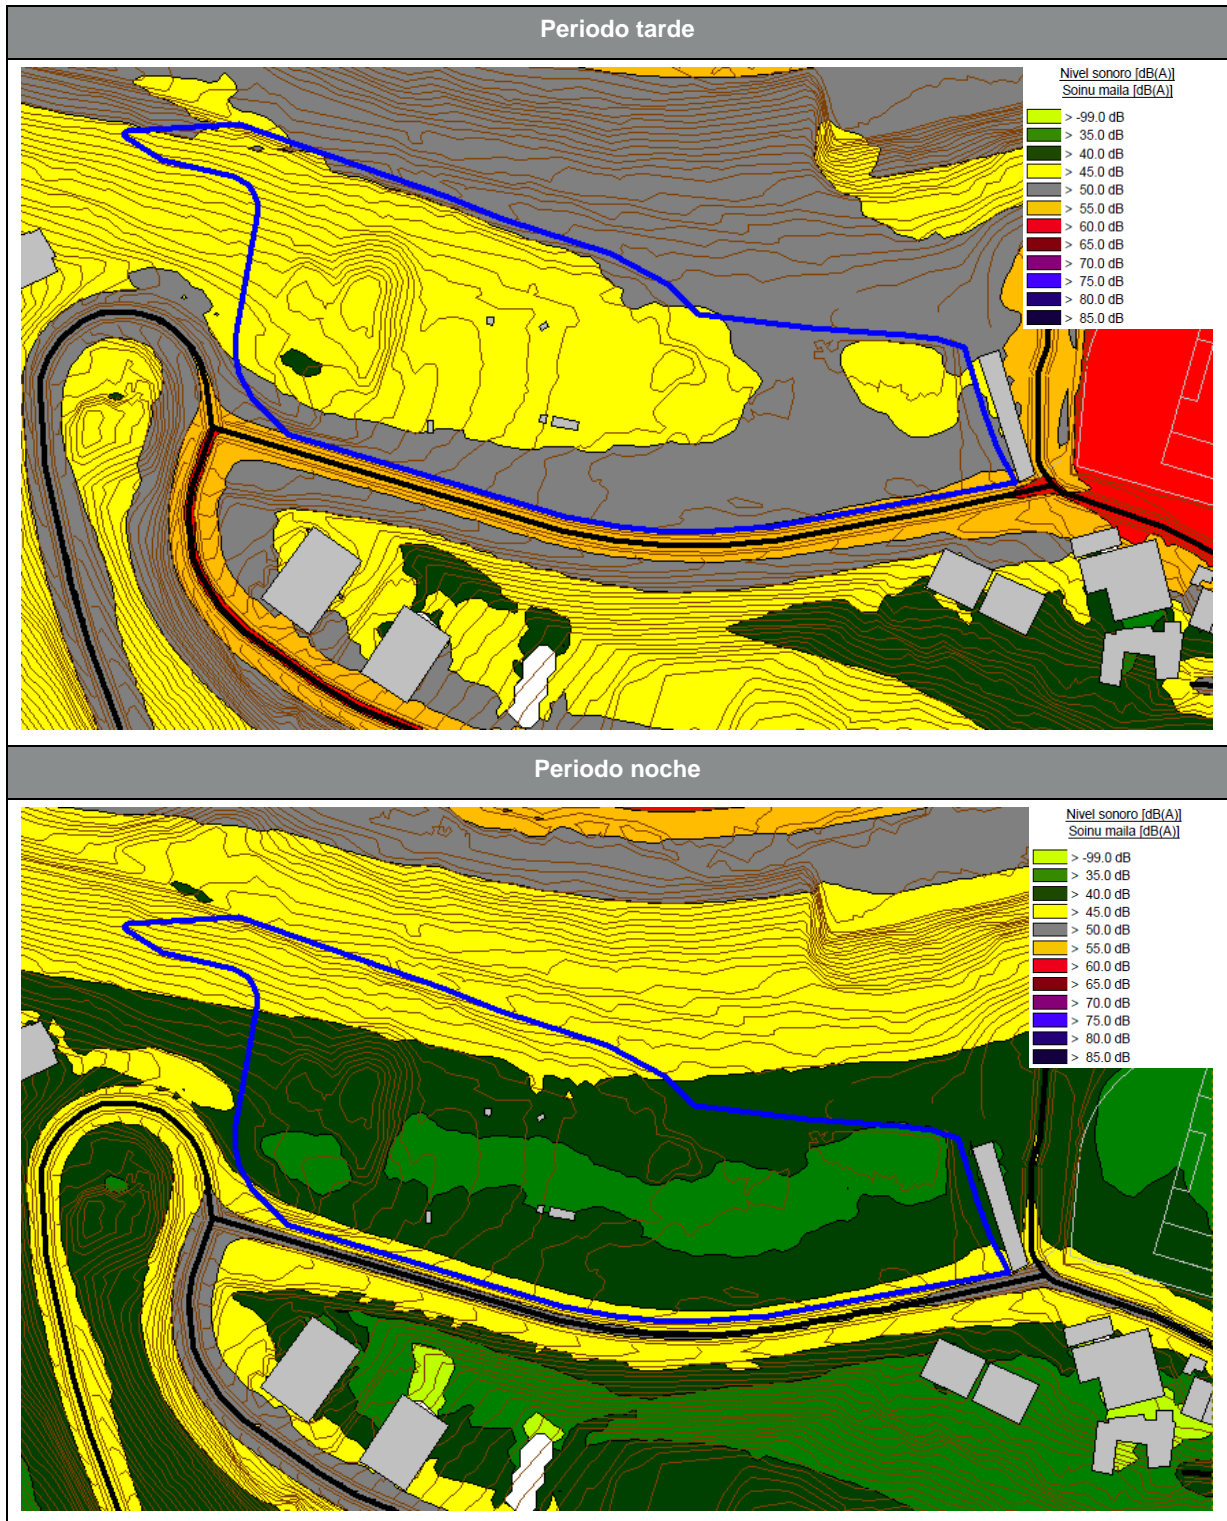 Periodo tarde
Nivel sonoro [dB(A)]
Soinu maila [dB(A)]
> -99.0 dB
> 35.0 dB
> 40.0 dB
> 45.0 dB
> 50.0 dB
> 55.0 dB
> 60.0 dB
> 65.0 dB
> 70.0 dB
> 75.0 dB
> 80.0 dB
> 85.0 dB
Periodo noche
Nivel sonoro [dB(A)]
Soinu maila [dB(A)]
> -99.0 dB
> 35.0 dB
> 40.0 dB
> 45.0 dB
> 50.0 dB
> 55.0 dB
> 60.0 dB
> 65.0 dB
> 70.0 dB
> 75.0 dB
> 80.0 dB
> 85.0 dB